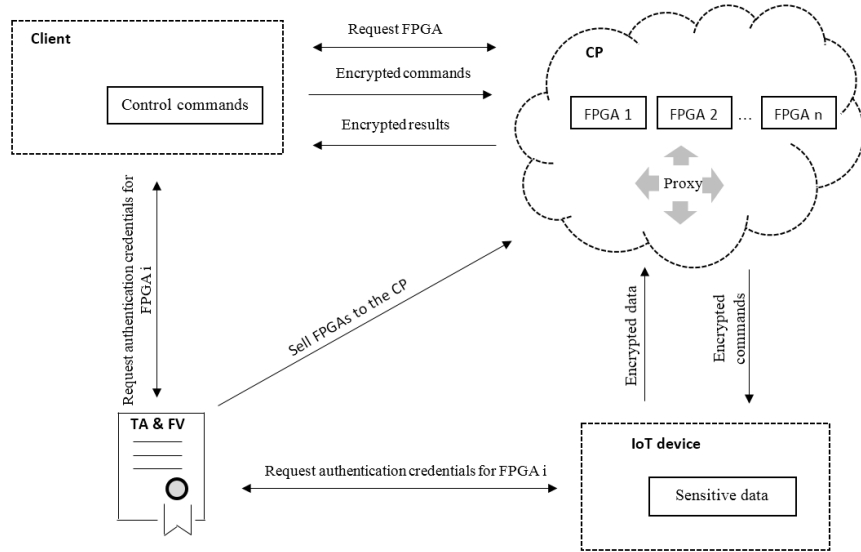 Client
Control commands
Request FPGA
Encrypted commands
Encrypted results
CP
FPGA 1
FPGA 2
...
FPGA n
Proxy
Request authentication credentials for
FPGA i
Sell FPGAs to the CP
Encrypted data
Encrypted
commands
TA & FV
Request authentication credentials for FPGA i
IoT device
Sensitive data